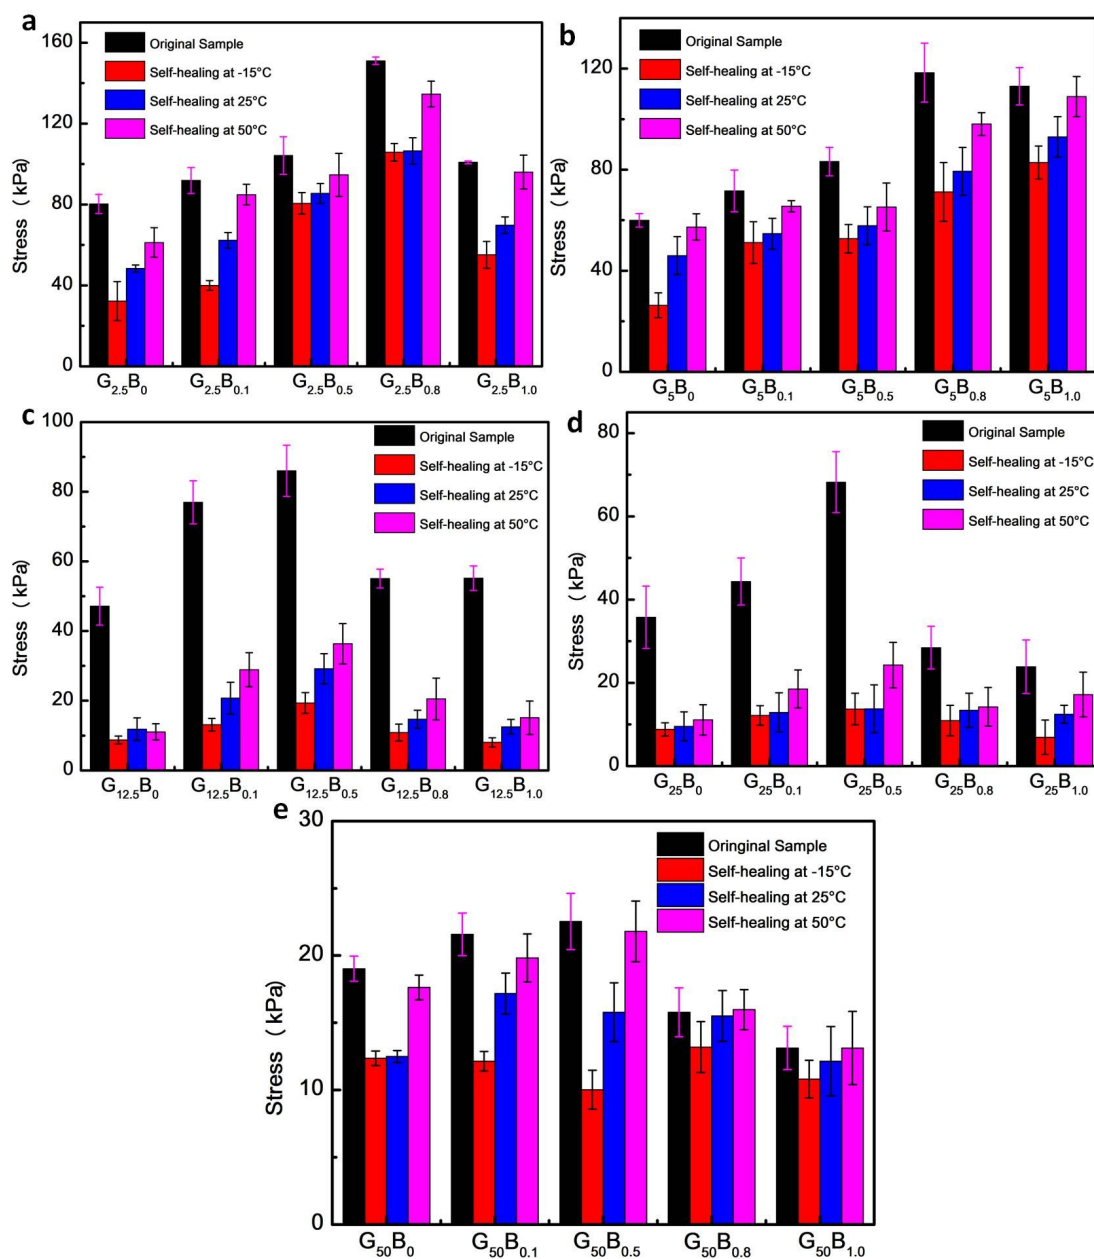 a
160
120
80
40
0
Stress (kPa)
Original Sample
Self-healing at -15°C
Self-healing at 25°C
Self-healing at 50°C
G2.5B0 G2.5B0.1 G2.5B0.5 G2.5B0.8 G2.5B1.0
b
120
80
40
0
Stress (kPa)
Original Sample
Self-healing at -15°C
Self-healing at 25°C
Self-healing at 50°C
G5B0 G5B0.1 G5B0.5 G5B0.8 G5B1.0
c
100
80
60
40
20
0
Stress (kPa)
Original Sample
Self-healing at -15°C
Self-healing at 25°C
Self-healing at 50°C
G12.5B0 G12.5B0.1 G12.5B0.5 G12.5B0.8 G12.5B1.0
d
80
60
40
20
0
Stress (kPa)
Original Sample
Self-healing at -15°C
Self-healing at 25°C
Self-healing at 50°C
G25B0 G25B0.1 G25B0.5 G25B0.8 G25B1.0
e
30
20
10
0
Stress (kPa)
Oringinal Sample
Self-healing at -15°C
Self-healing at 25°C
Self-healing at 50°C
G50B0 G50B0.1 G50B0.5 G50B0.8 G50B1.0